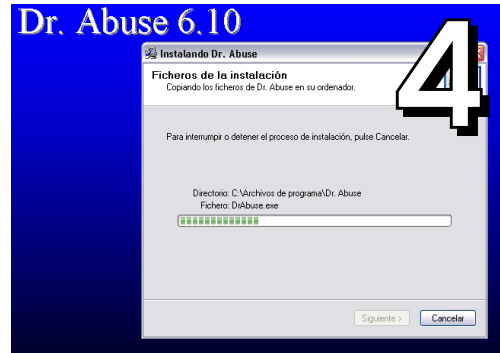 Dr. Abuse 6.10
4
Instalando Dr. Abuse
Ficheros de la instalación
Copiando los ficheros de Dr. Abuse en su ordenador.
Para interrumpir o detener el proceso de instalación, pulse Cancelar.
Directorio: C:\Archivos de programa\Dr. Abuse
Fichero: DrAbuse.exe
Siguiente >
Cancelar